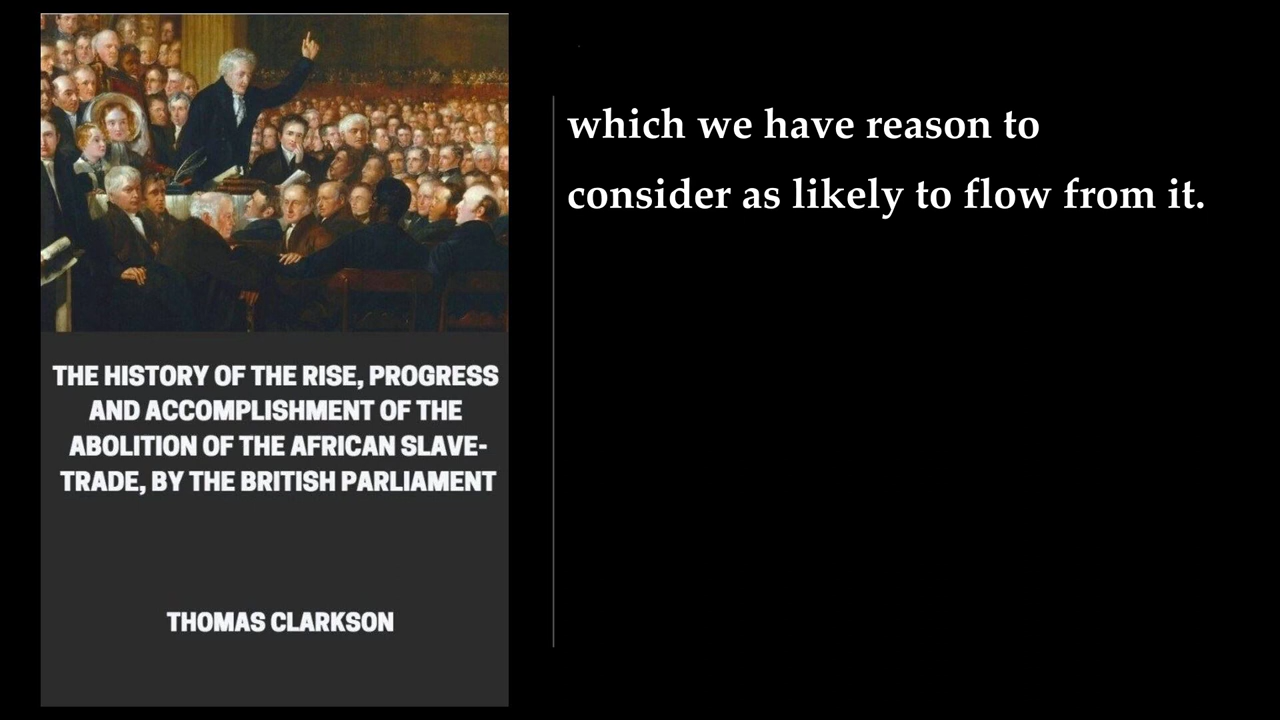 THE HISTORY OF THE RISE, PROGRESS
AND ACCOMPLISHMENT OF THE
ABOLITION OF THE AFRICAN SLAVE-
TRADE, BY THE BRITISH PARLIAMENT
THOMAS CLARKSON
which we have reason to
consider as likely to flow from it.